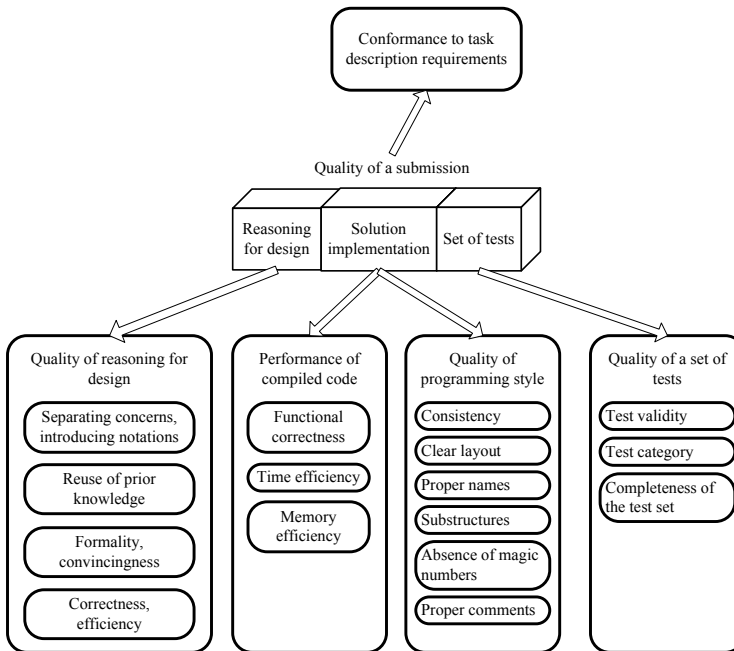 Conformance to task
description requirements
Quality of a submission
Reasoning
for design
Solution
implementation
Set of tests
Quality of reasoning for
design
Separating concerns,
introducing notations
Reuse of prior
knowledge
Formality,
convincingness
Correctness,
efficiency
Performance of
compiled code
Functional
correctness
Time efficiency
Memory
efficiency
Quality of
programming style
Consistency
Clear layout
Proper names
Substructures
Absence of magic
numbers
Proper comments
Quality of a set of
tests
Test validity
Test category
Completeness of
the test set